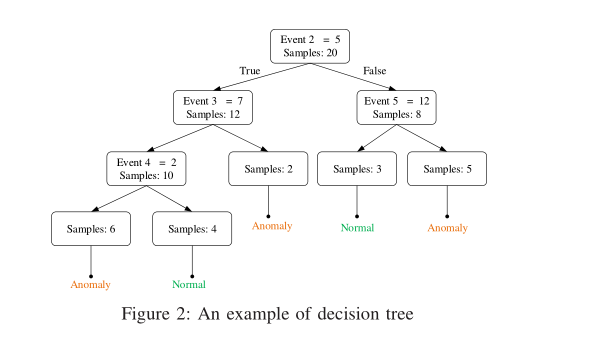 Event 2 = 5
Samples: 20
True
False
Event 3 = 7
Samples: 12
Event 5 = 12
Samples: 8
Event 4 = 2
Samples: 10
Samples: 2
Samples: 3
Samples: 5
Samples: 6
Samples: 4
Anomaly
Normal
Anomaly
Anomaly
Normal
Figure 2: An example of decision tree